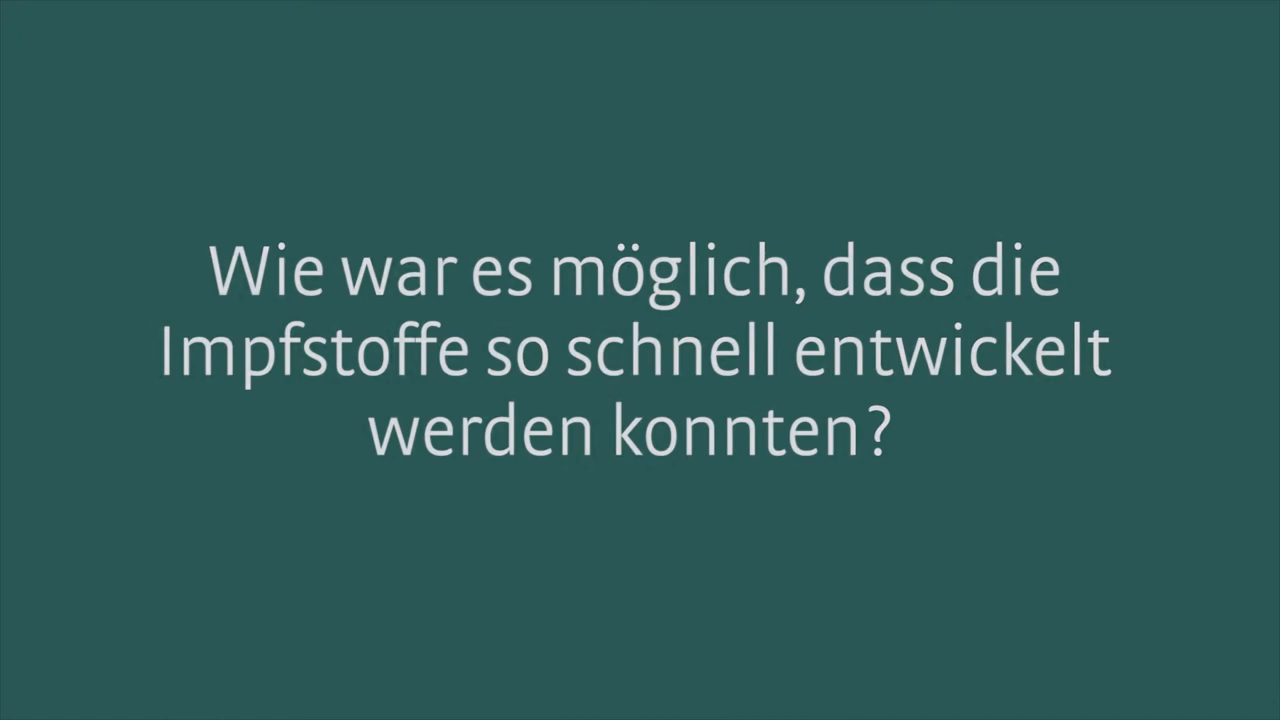 Wie war es möglich, dass die
Impfstoffe so schnell entwickelt
werden konnten?